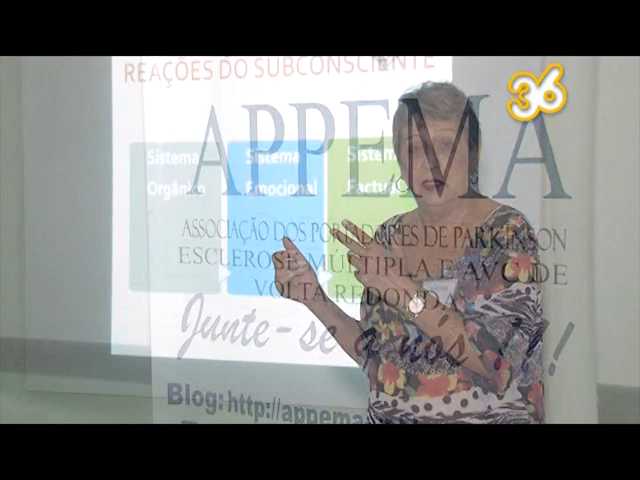 REAÇÕES DO SUBCONSCIENTE
36
Sistema Orgânico
Sistema Emocional
Sistema
APPEMA
ASSOCIAÇÃO DOS PORTADORES DE PARKINSON
ESCLEROSE MÚLTIPLA E AVC DE
VOLTA REDONDA
Junte-se a nós !!!
Blog: http://appema